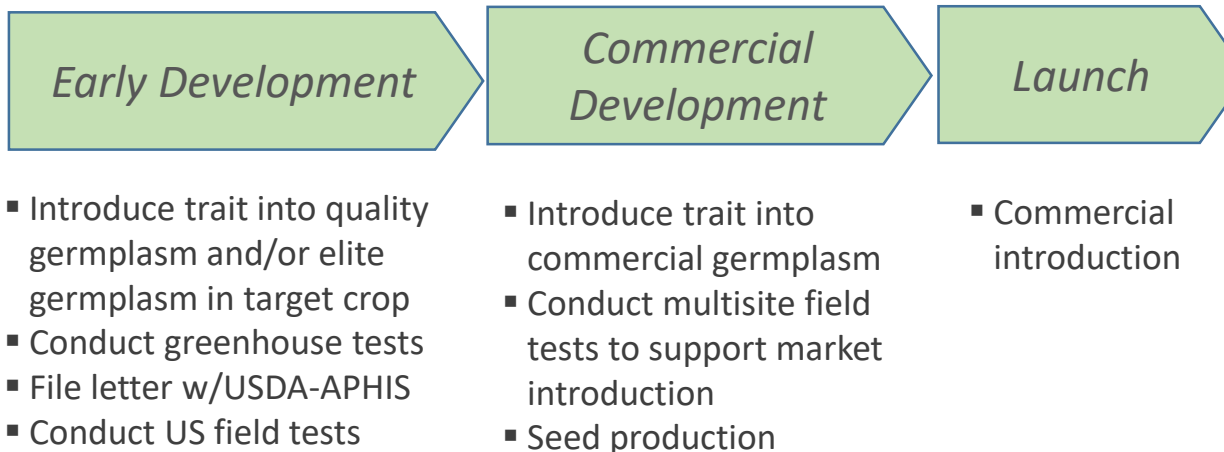 Early Development
Commercial
Development
Launch
▪ Introduce trait into quality
germplasm and/or elite
germplasm in target crop
▪ Conduct greenhouse tests
▪ File letter w/USDA-APHIS
▪ Conduct US field tests
▪ Introduce trait into
commercial germplasm
▪ Conduct multisite field
tests to support market
introduction
▪ Seed production
▪ Commercial
introduction